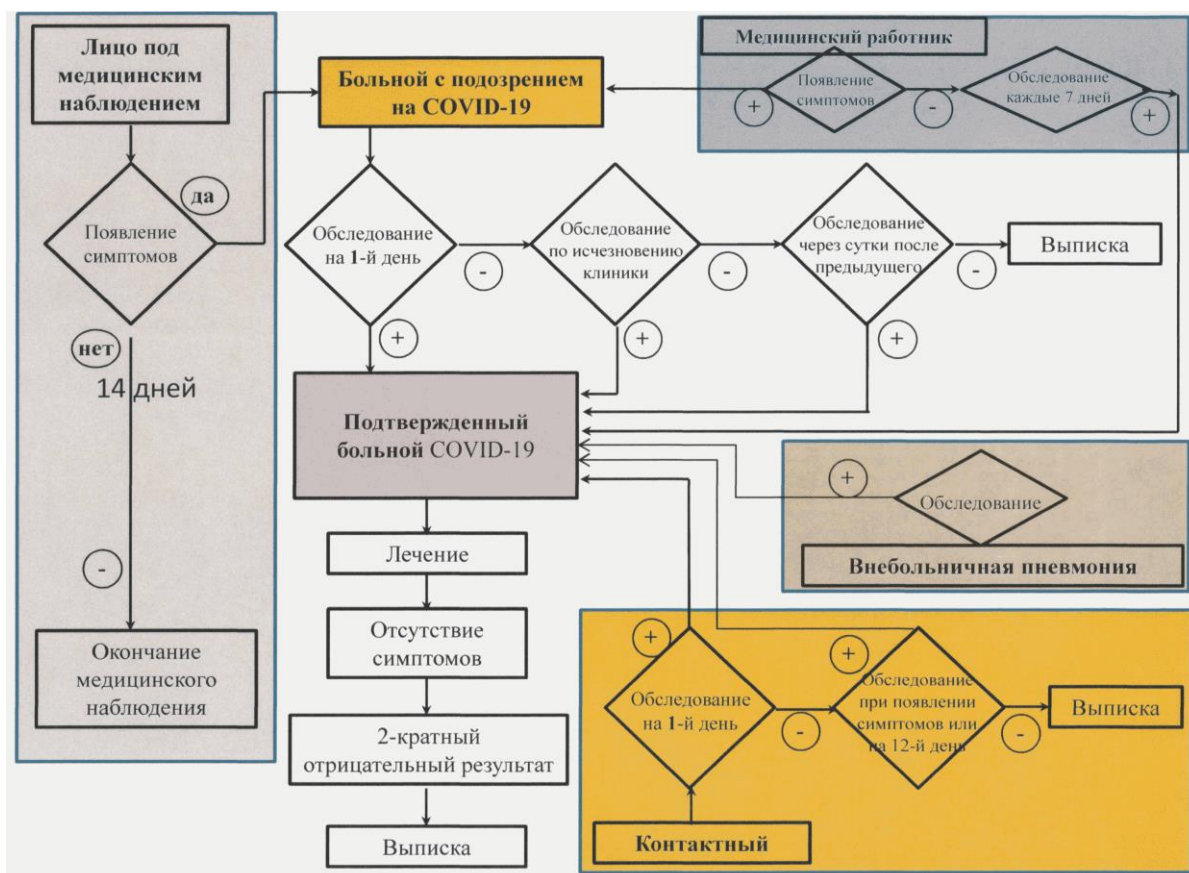 Лицо под
медицинским
наблюдением
Появление
симптомов
да
нет
14 дней
-
Окончание
медицинского
наблюдения
Больной с подозрением
на COVID-19
Медицинский работник
Появление
симптомов
+
-
Обследование
каждые 7 дней
+
Обследование
на 1-й день
-
+
Обследование
по исчезновению
клиники
-
+
Обследование
через сутки после
предыдущего
-
+
Выписка
Подтвержденный
больной COVID-19
Лечение
Отсутствие
симптомов
2-кратный
отрицательный результат
Выписка
+
Обследование
Внебольничная пневмония
+
Обследование
на 1-й день
-
+
Обследование
при появлении
симптомов или
на 12-й день
-
Выписка
Контактный